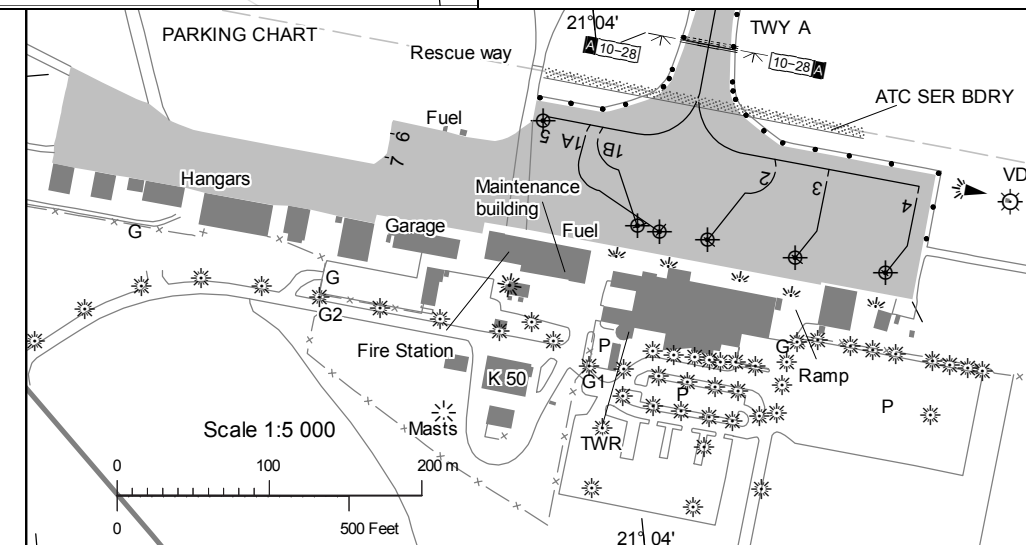 21°04'
TWY A
PARKING CHART
Rescue way
A 10-28
10-28 A
ATC SER BDRY
Fuel
5
1A
1B
6
7
2
3
4
VD
Hangars
Maintenance
building
Garage
Fuel
G
G
G2
P
G
Fire Station
K 50
G1
P
Ramp
P
Masts
TWR
Scale 1:5 000
0
100
200 m
0
500 Feet
21° 04'